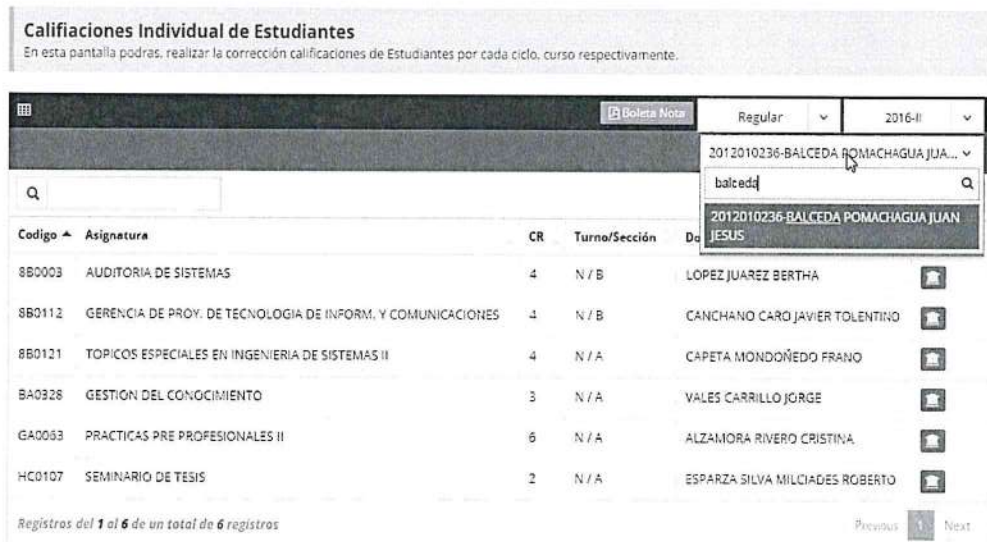 Califiaciones Individual de Estudiantes
En esta pantalla podras, realizar la corrección calificaciones de Estudiantes por cada ciclo, curso respectivamente.
Boleta Nota Regular 2016-II
2012010236-BALCEDA POMACHAGUA JUA...
balceda
2012010236-BALCEDA POMACHAGUA JUAN
JESUS
Codigo Asignatura CR Turno/Sección Do
8B0003 AUDITORIA DE SISTEMAS 4 N / B LOPEZ JUAREZ BERTHA
8B0112 GERENCIA DE PROY. DE TECNOLOGIA DE INFORM. Y COMUNICACIONES 4 N / B CANCHANO CARO JAVIER TOLENTINO
8B0121 TOPICOS ESPECIALES EN INGENIERIA DE SISTEMAS II 4 N / A CAPETA MONDOÑEDO FRANO
BA0328 GESTION DEL CONOCIMIENTO 3 N / A VALES CARRILLO JORGE
GA0063 PRACTICAS PRE PROFESIONALES II 6 N / A ALZAMORA RIVERO CRISTINA
HC0107 SEMINARIO DE TESIS 2 N / A ESPARZA SILVA MILCIADES ROBERTO
Registros del 1 al 6 de un total de 6 registros Previous 1 Next